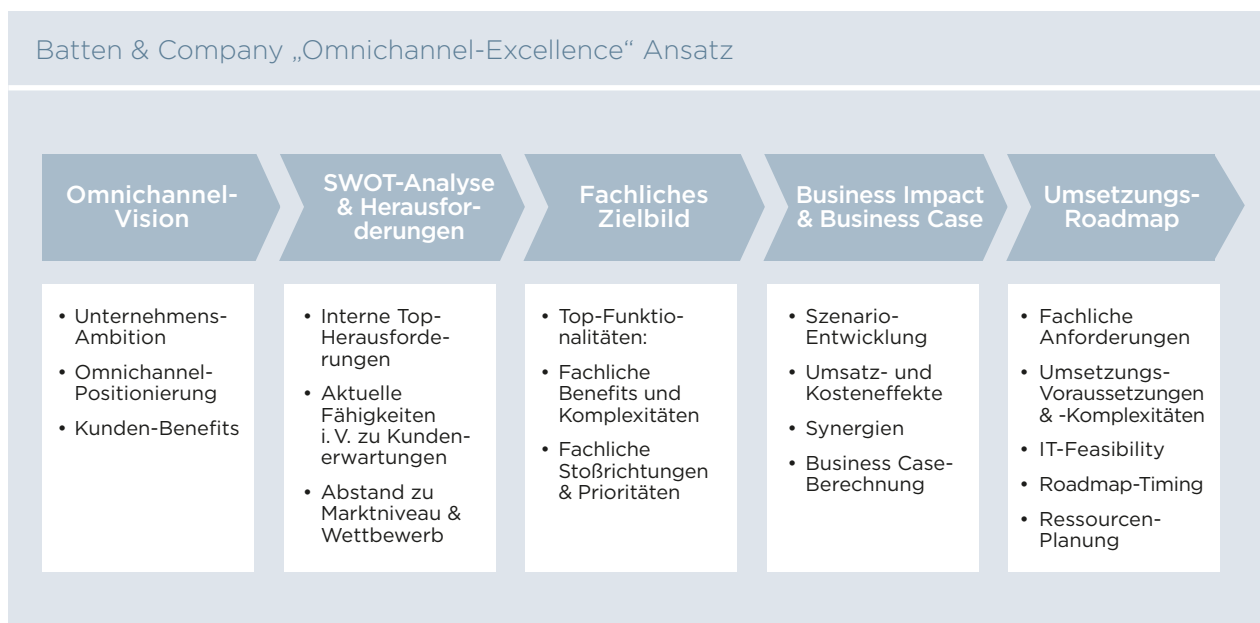 Batten & Company „Omnichannel-Excellence“ Ansatz
Omnichannel-
Vision
• Unternehmens-
Ambition
• Omnichannel-
Positionierung
• Kunden-Benefits
SWOT-Analyse
& Herausfor-
derungen
• Interne Top-
Herausforde-
rungen
• Aktuelle
Fähigkeiten
i. V. zu Kunden-
erwartungen
• Abstand zu
Marktniveau &
Wettbewerb
Fachliches
Zielbild
• Top-Funktio-
nalitäten:
• Fachliche
Benefits und
Komplexitäten
• Fachliche
Stoßrichtungen
& Prioritäten
Business Impact
& Business Case
• Szenario-
Entwicklung
• Umsatz- und
Kosteneffekte
• Synergien
• Business Case-
Berechnung
Umsetzungs-
Roadmap
• Fachliche
Anforderungen
• Umsetzungs-
Voraussetzungen
& -Komplexitäten
• IT-Feasibility
• Roadmap-Timing
• Ressourcen-
Planung